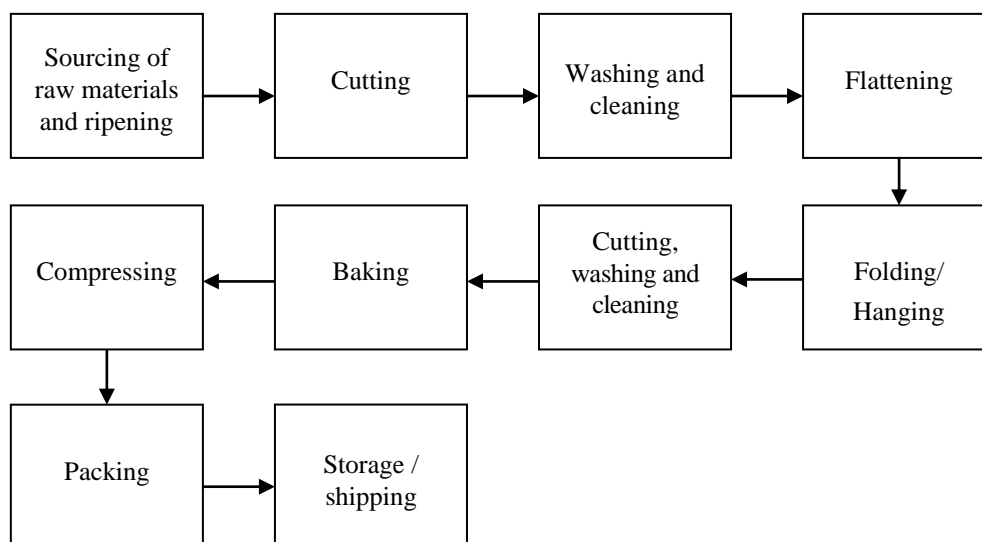 Sourcing of
raw materials
and ripening
Cutting
Washing and
cleaning
Flattening
Folding/
Hanging
Cutting,
washing and
cleaning
Baking
Compressing
Packing
Storage /
shipping